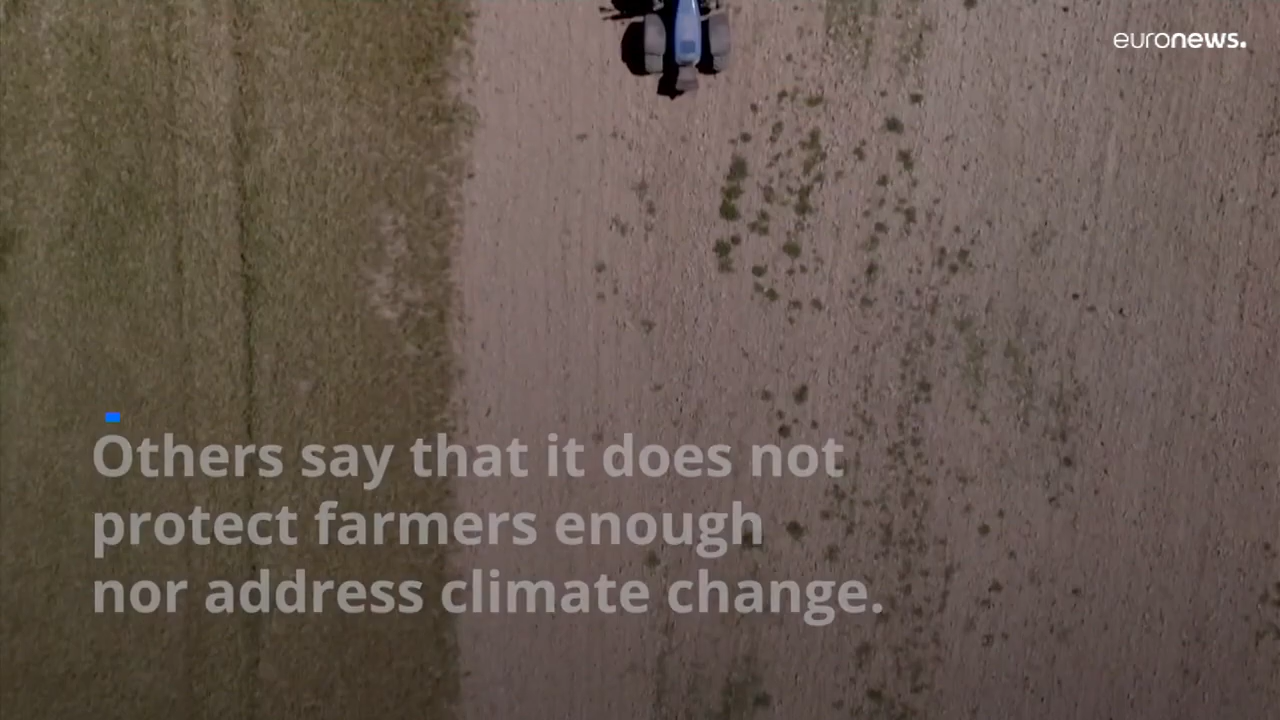 euronews.
Others say that it does not
protect farmers enough
nor address climate change.